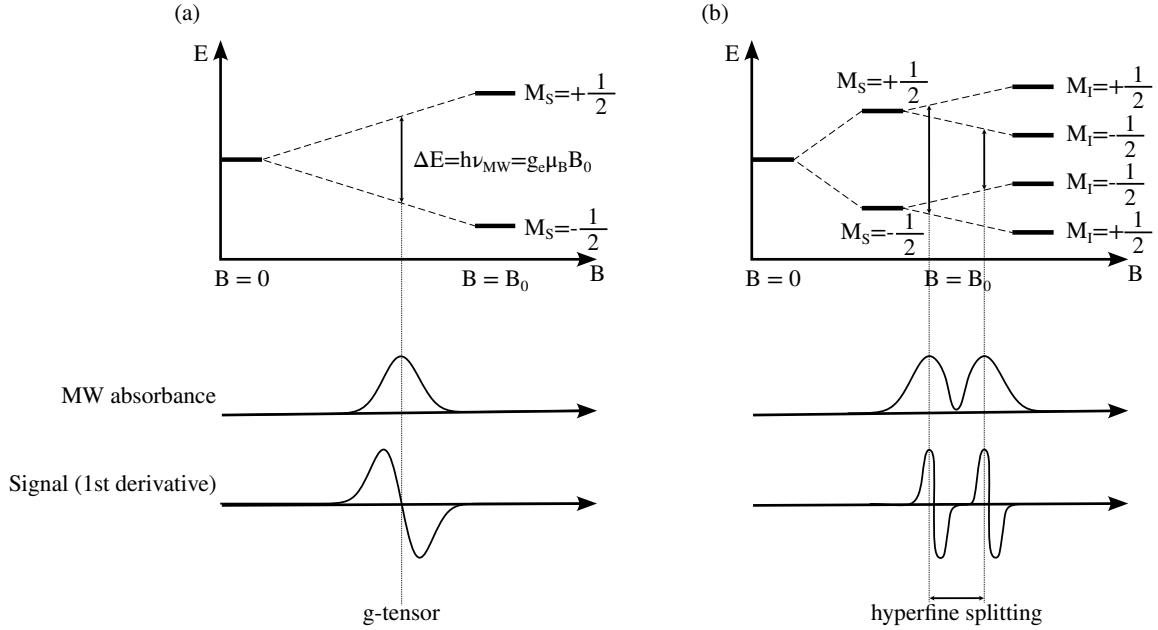 (a)
E
M_S=+1/2
ΔE=hν_MW=g_eμ_BB_0
M_S=-1/2
B = 0
B = B_0
B
(b)
E
M_S=+1/2
M_S=-1/2
M_I=+1/2
M_I=-1/2
M_I=-1/2
M_I=+1/2
B = 0
B = B_0
B
MW absorbance
Signal (1st derivative)
g-tensor
hyperfine splitting